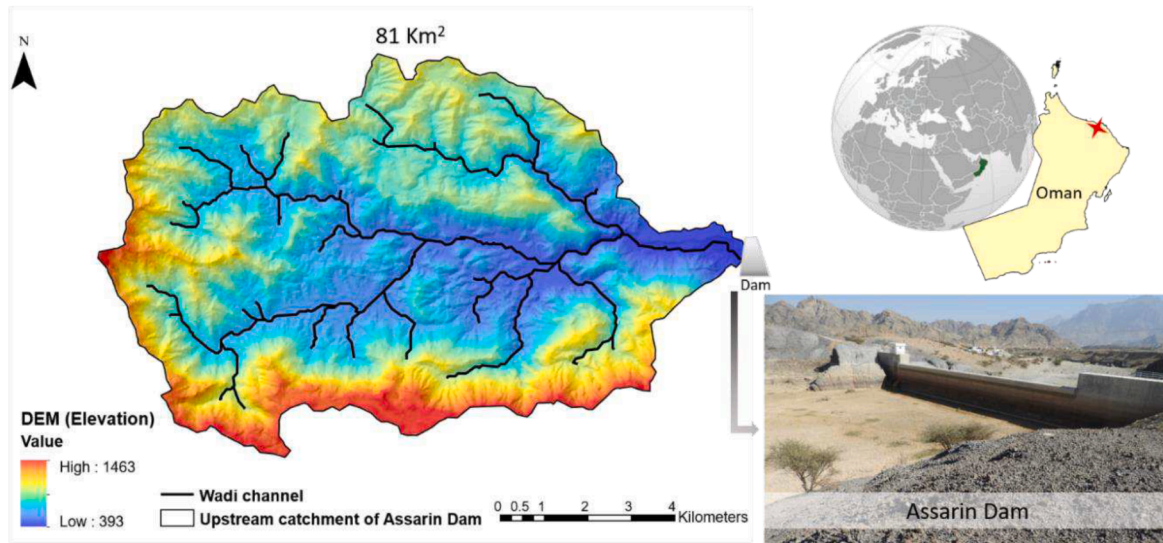 81 Km²
N
Oman
Dam
DEM (Elevation)
Value
High : 1463
Low : 393
Wadi channel
Upstream catchment of Assarin Dam
0 0.5 1 2 3 4
Kilometers
Assarin Dam